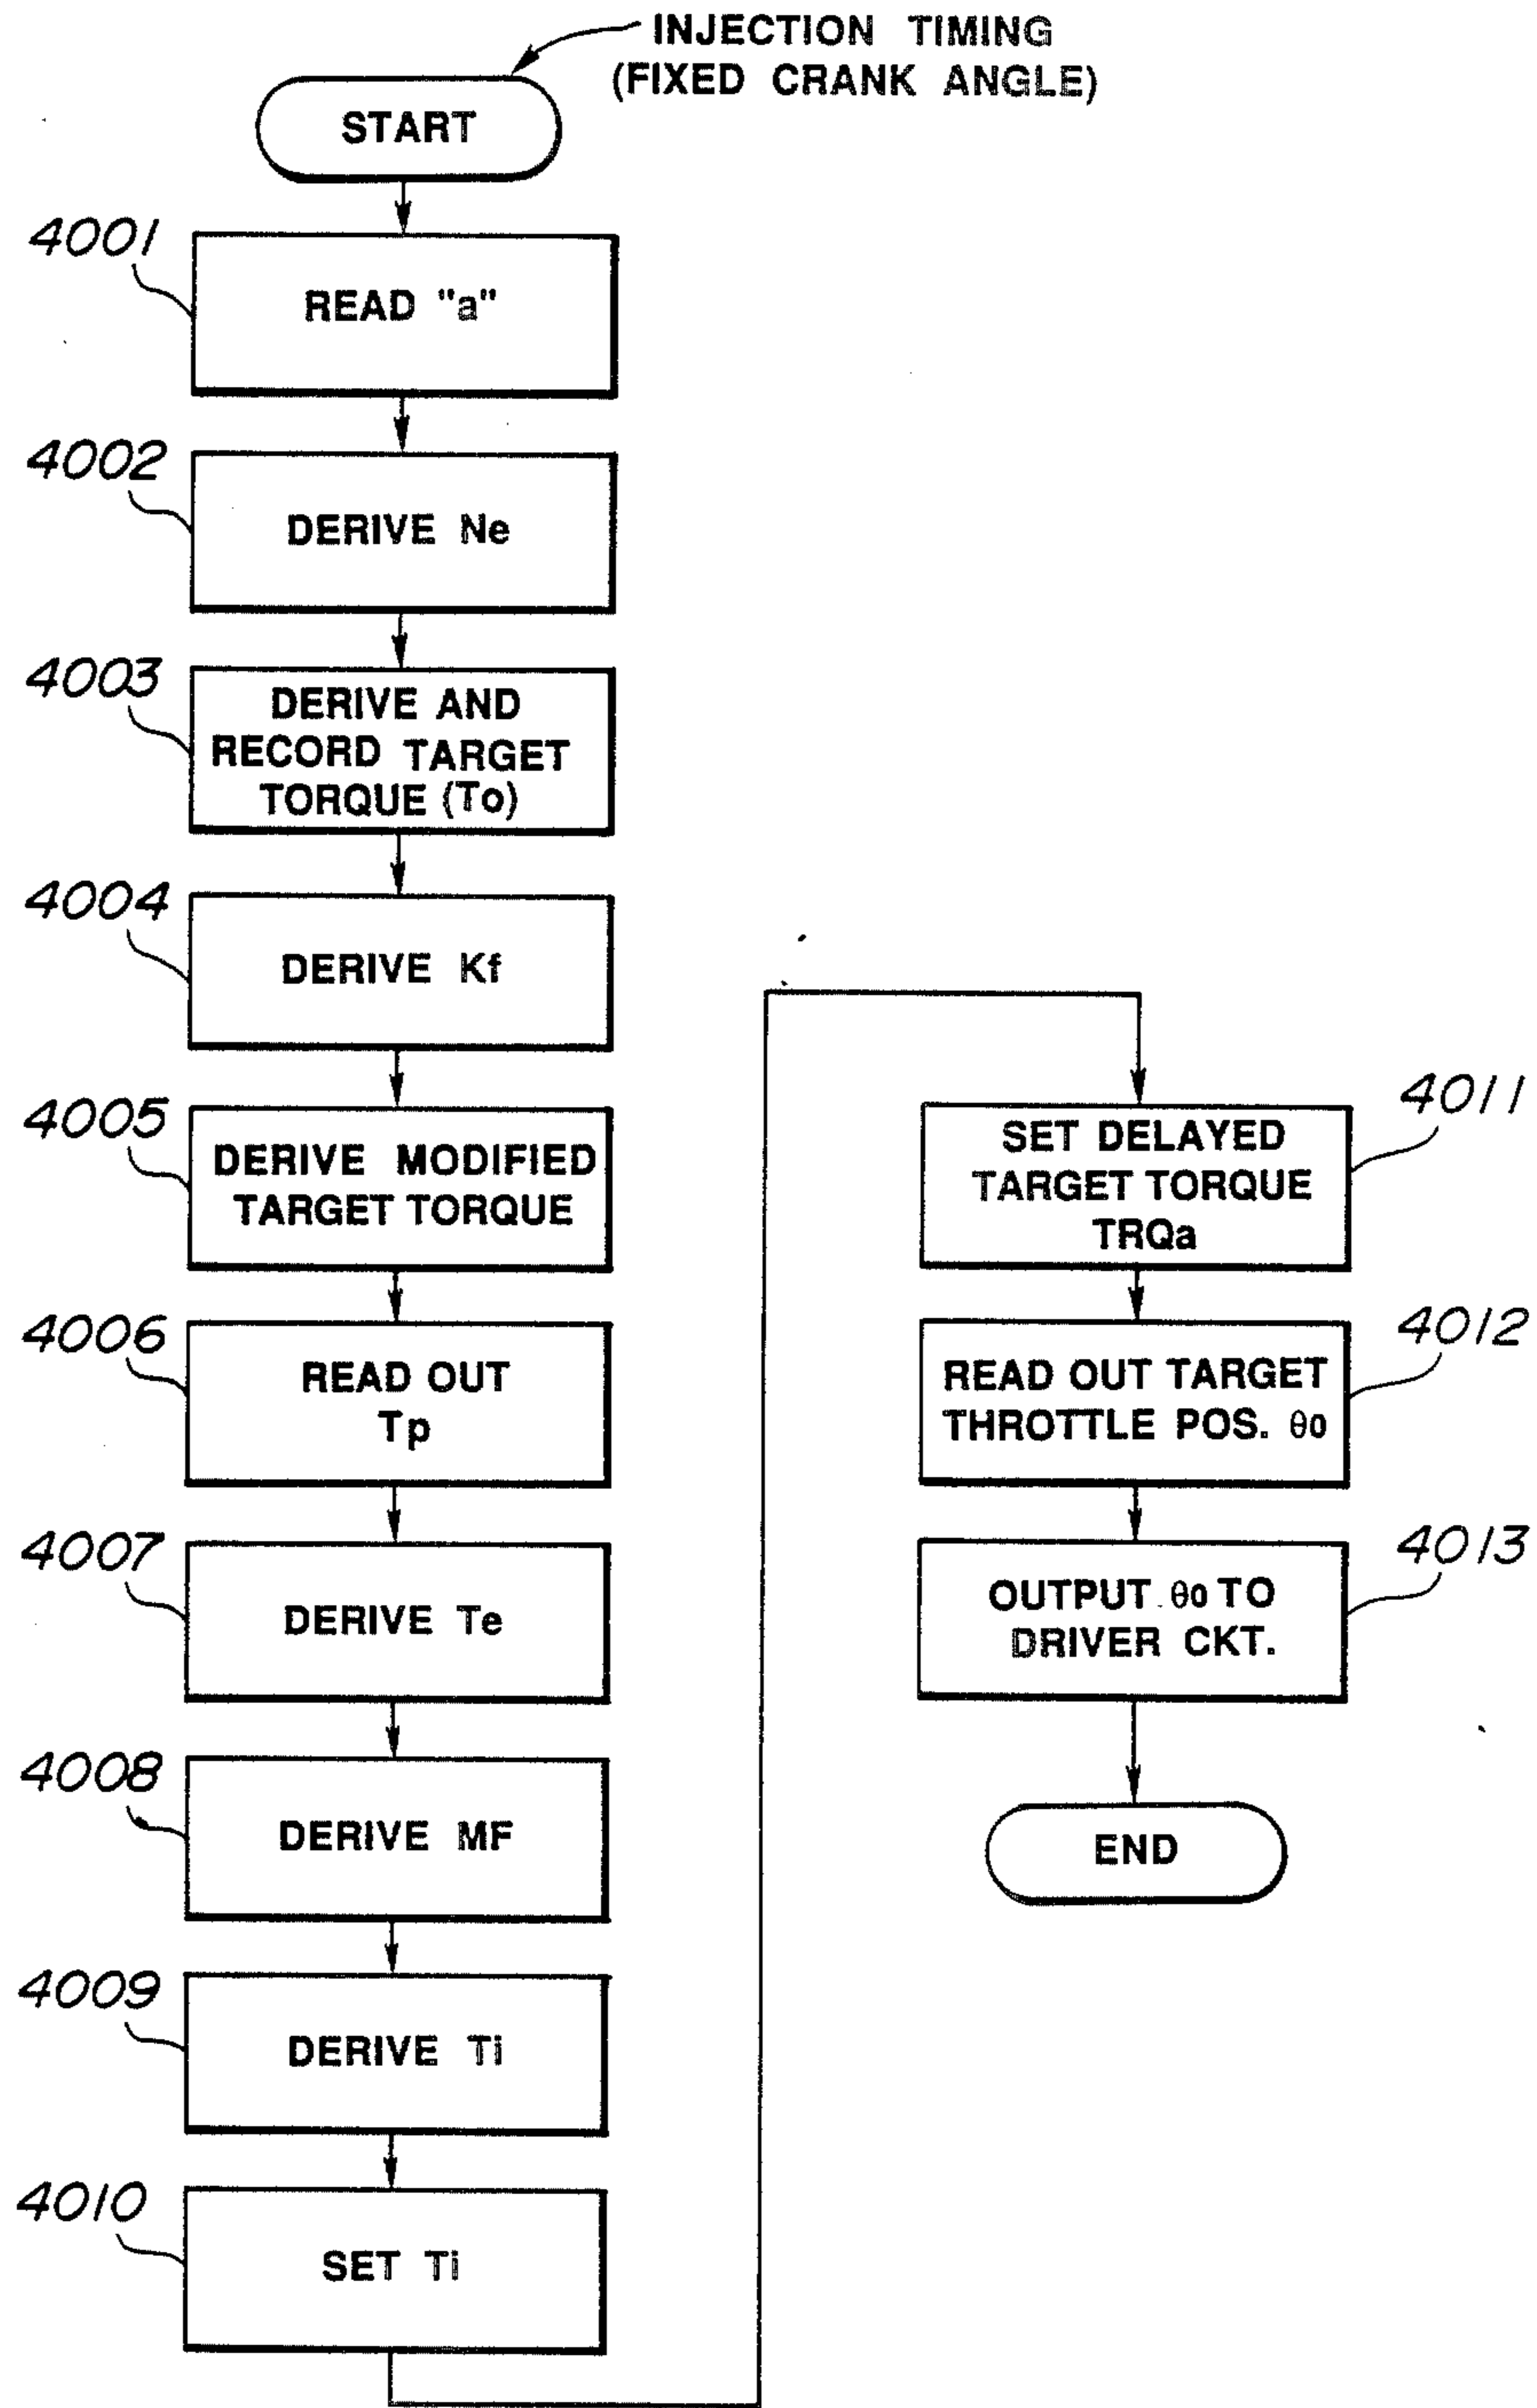 INJECTION TIMING
(FIXED CRANK ANGLE)
START
4001
READ "a"
4002
DERIVE Ne
4003
DERIVE AND
RECORD TARGET
TORQUE (To)
4004
DERIVE Kf
4005
DERIVE MODIFIED
TARGET TORQUE
4006
READ OUT
Tp
4007
DERIVE Te
4008
DERIVE MF
4009
DERIVE Ti
4010
SET Ti
4011
SET DELAYED
TARGET TORQUE
TRQa
4012
READ OUT TARGET
THROTTLE POS. θ0
4013
OUTPUT θ0 TO
DRIVER CKT.
END